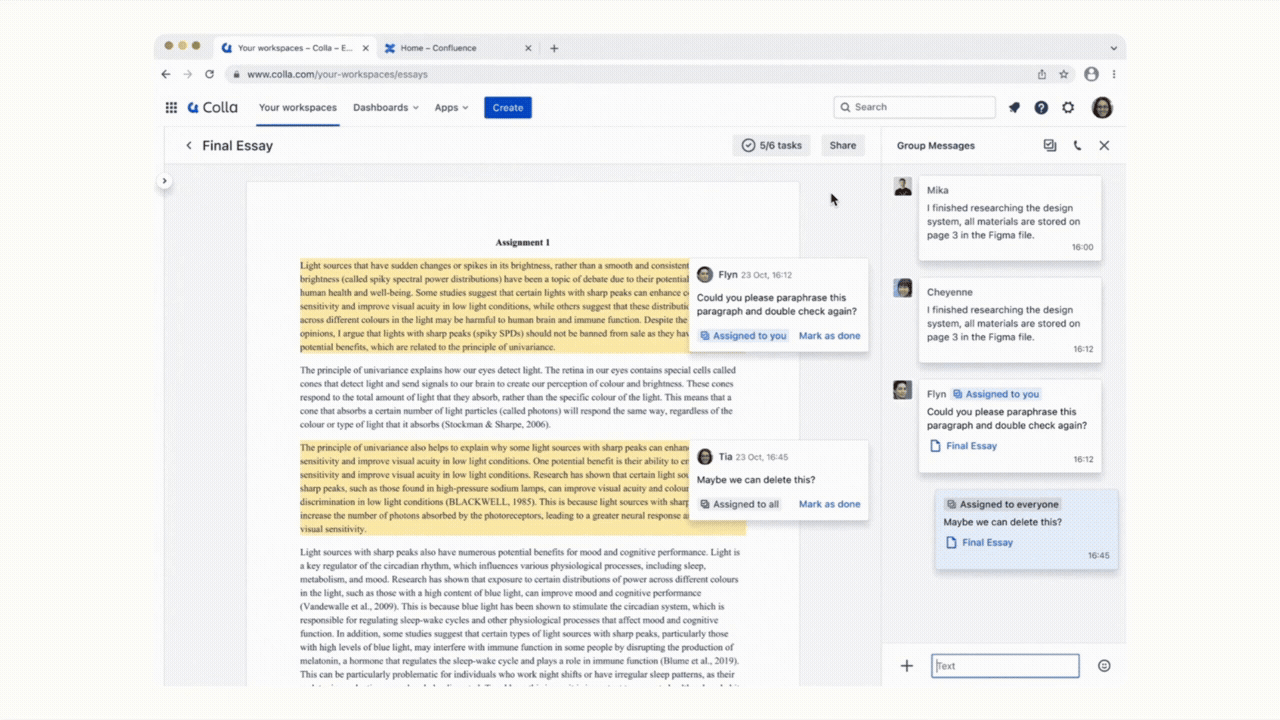 Your workspaces – Colla – E...
Home – Confluence
www.colla.com/your-workspaces/essays
Colla
Your workspaces
Dashboards
Apps
Create
Search
Final Essay
5/6 tasks
Share
Assignment 1
Light sources that have sudden changes or spikes in its brightness, rather than a smooth and consistent
brightness (called spiky spectral power distributions) have been a topic of debate due to their potential
human health and well-being. Some studies suggest that certain lights with sharp peaks can enhance c
sensitivity and improve visual acuity in low light conditions, while others suggest that these distributi
across different colours in the light may be harmful to human brain and immune function. Despite the
opinions, I argue that lights with sharp peaks (spiky SPDs) should not be banned from sale as they hav
potential benefits, which are related to the principle of univariance.
The principle of univariance explains how our eyes detect light. The retina in our eyes contains special cells called
cones that detect light and send signals to our brain to create our perception of colour and brightness. These cones
respond to the total amount of light that they absorb, rather than the specific colour of the light. This means that a
cone that absorbs a certain number of light particles (called photons) will respond the same way, regardless of the
colour or type of light that it absorbs (Stockman & Sharpe, 2006).
The principle of univariance also helps to explain why some light sources with sharp peaks can enhan
sensitivity and improve visual acuity in low light conditions. One potential benefit is their ability to en
sensitivity and improve visual acuity in low light conditions. Research has shown that certain light sou
sharp peaks, such as those found in high-pressure sodium lamps, can improve visual acuity and colour
discrimination in low light conditions (BLACKWELL, 1985). This is because light sources with sharp
increase the number of photons absorbed by the photoreceptors, leading to a greater neural response a
visual sensitivity.
Light sources with sharp peaks also have numerous potential benefits for mood and cognitive performance. Light is
a key regulator of the circadian rhythm, which influences various physiological processes, including sleep,
metabolism, and mood. Research has shown that exposure to certain distributions of power across different colours
in the light, such as those with a high content of blue light, can improve mood and cognitive performance
(Vandewalle et al., 2009). This is because blue light has been shown to stimulate the circadian system, which is
responsible for regulating sleep-wake cycles and other physiological processes that affect mood and cognitive
function. In addition, some studies suggest that certain types of light sources with sharp peaks, particularly those
with high levels of blue light, may interfere with immune function in some people by disrupting the production of
melatonin, a hormone that regulates the sleep-wake cycle and plays a role in immune function (Blume et al., 2019).
This can be particularly problematic for individuals who work night shifts or have irregular sleep patterns, as their
Flyn 23 Oct, 16:12
Could you please paraphrase this
paragraph and double check again?
Assigned to you
Mark as done
Tia 23 Oct, 16:45
Maybe we can delete this?
Assigned to all
Mark as done
Group Messages
Mika
I finished researching the design
system, all materials are stored on
page 3 in the Figma file.
16:00
Cheyenne
I finished researching the design
system, all materials are stored on
page 3 in the Figma file.
16:12
Flyn Assigned to you
Could you please paraphrase this
paragraph and double check again?
Final Essay
16:12
Assigned to everyone
Maybe we can delete this?
Final Essay
16:45
Text